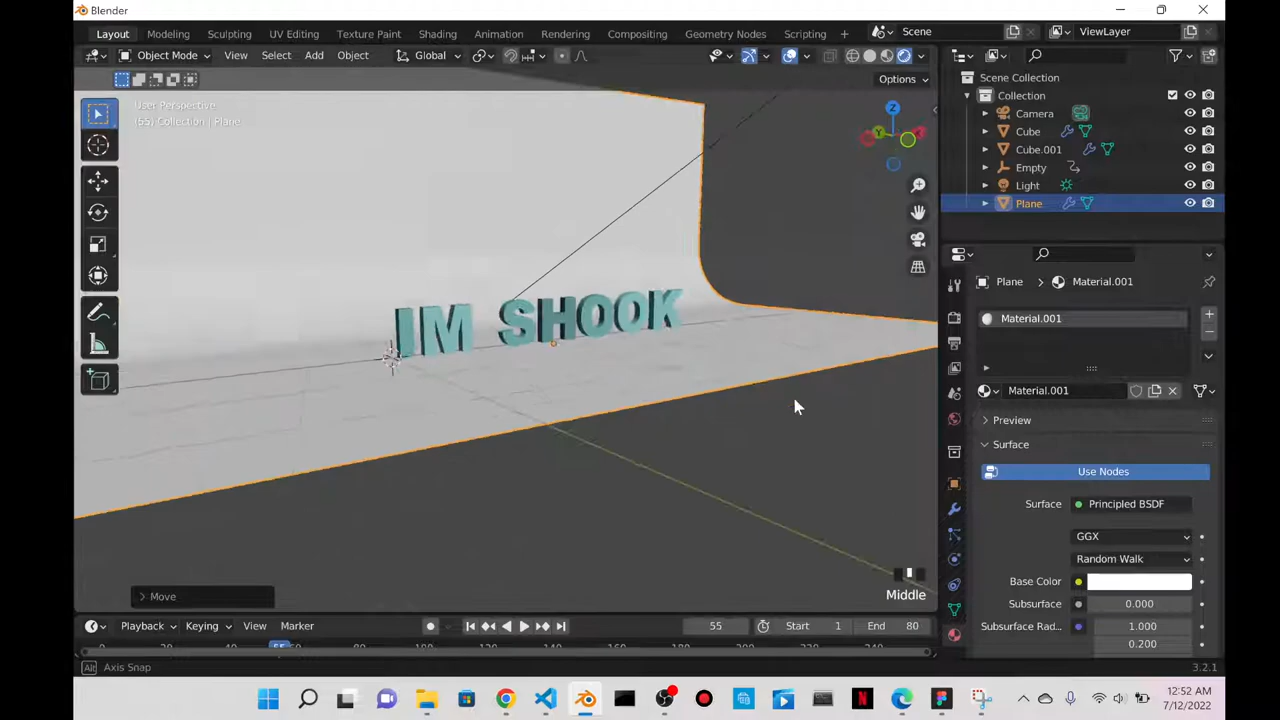 Blender
Layout Modeling Sculpting UV Editing Texture Paint Shading Animation Rendering Compositing Geometry Nodes Scripting + Scene ViewLayer
Object Mode View Select Add Object Global
Options
User Perspective
(55) Collection | Plane
Z
Y
X
IM SHOOK
Scene Collection
Collection
Camera
Cube
Cube.001
Empty
Light
Plane
Plane > Material.001
Material.001
Material.001
Preview
Surface
Use Nodes
Surface Principled BSDF
GGX
Random Walk
Base Color
Subsurface 0.000
Subsurface Rad... 1.000
0.200
> Move
Middle
Playback Keying View Marker 55 Start 1 End 80
Alt Axis Snap 3.2.1
12:52 AM
7/12/2022